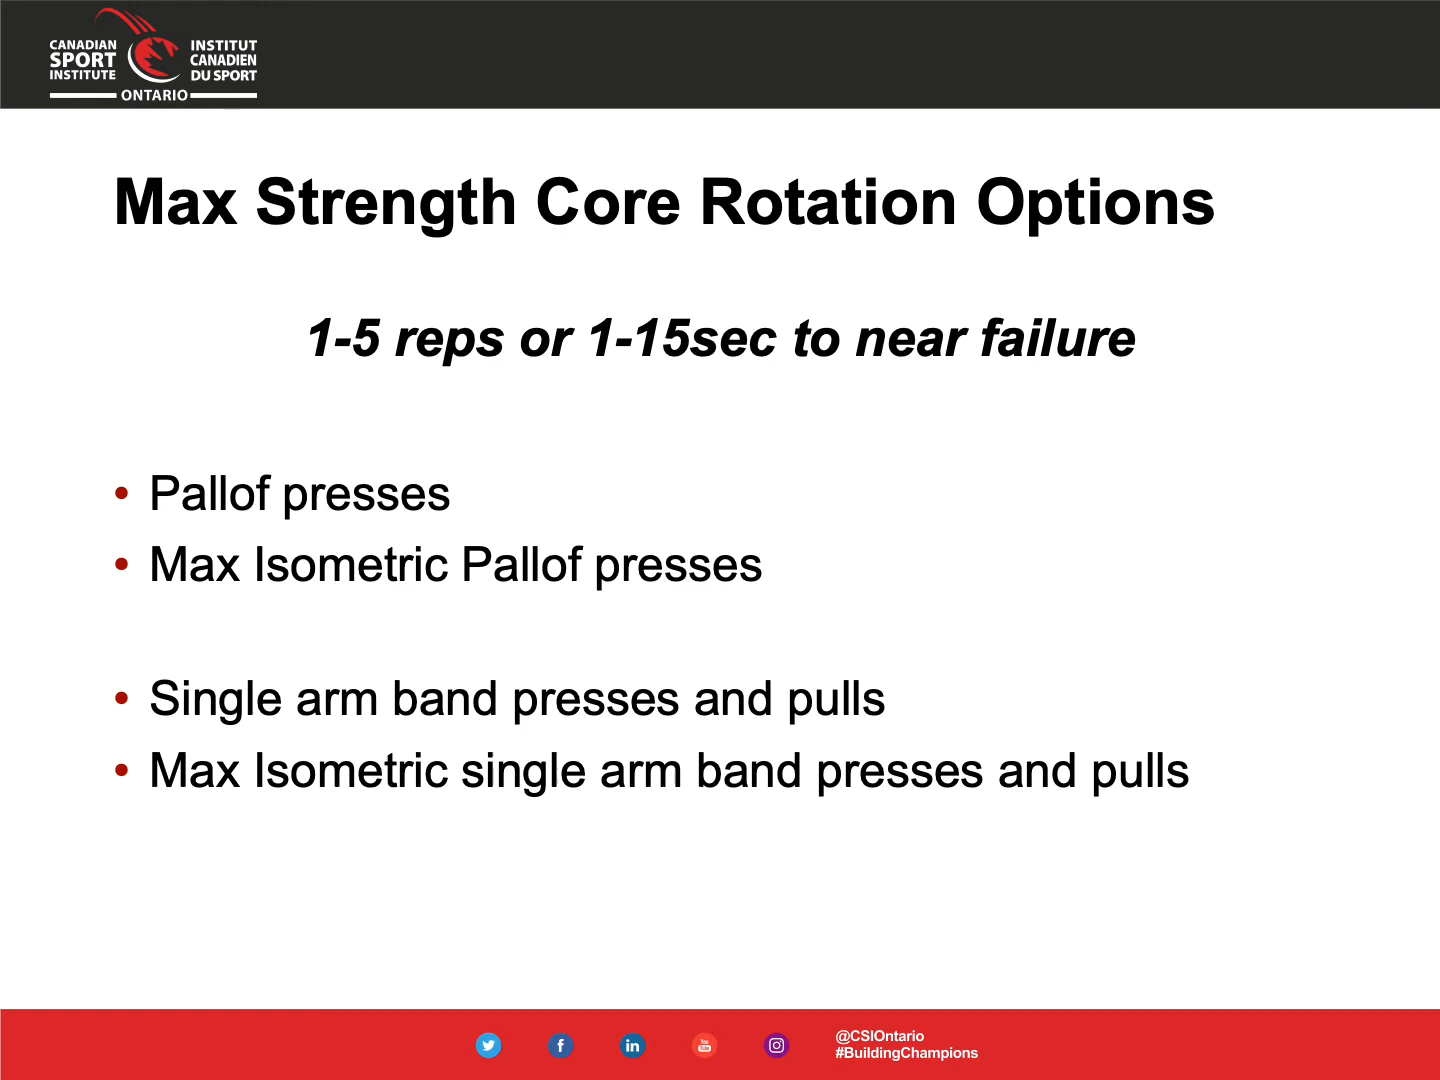 CANADIAN
SPORT
INSTITUTE
INSTITUT
CANADIEN
DU SPORT
ONTARIO
Max Strength Core Rotation Options
1-5 reps or 1-15sec to near failure
• Pallof presses
• Max Isometric Pallof presses
• Single arm band presses and pulls
• Max Isometric single arm band presses and pulls
@CSIOntario
#BuildingChampions